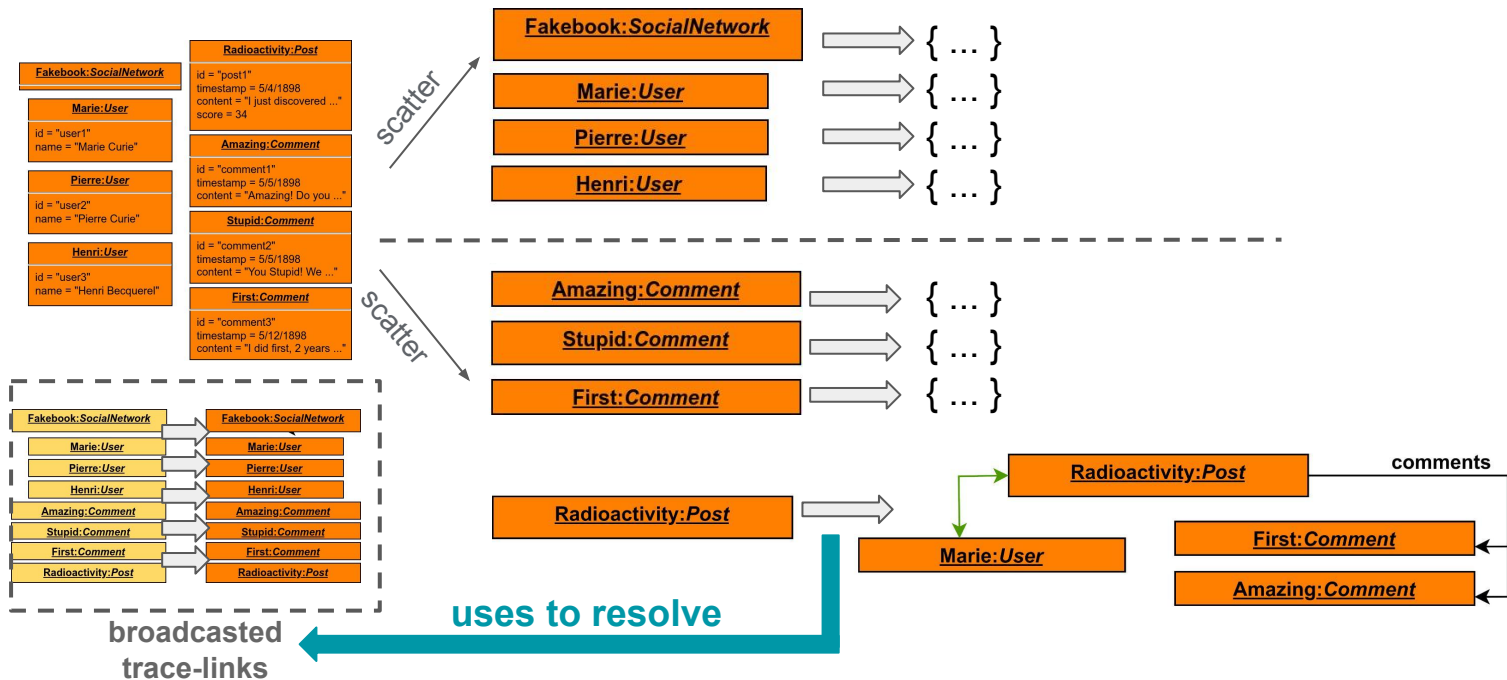 Fakebook:SocialNetwork
Marie:User
id = "user1"
name = "Marie Curie"
Pierre:User
id = "user2"
name = "Pierre Curie"
Henri:User
id = "user3"
name = "Henri Becquerel"
Radioactivity:Post
id = "post1"
timestamp = 5/4/1898
content = "I just discovered ..."
score = 34
Amazing:Comment
id = "comment1"
timestamp = 5/5/1898
content = "Amazing! Do you ..."
Stupid:Comment
id = "comment2"
timestamp = 5/5/1898
content = "You Stupid! We ..."
First:Comment
id = "comment3"
timestamp = 5/12/1898
content = "I did first, 2 years ..."
scatter
Fakebook:SocialNetwork
{ ... }
Marie:User
{ ... }
Pierre:User
{ ... }
Henri:User
{ ... }
scatter
Amazing:Comment
{ ... }
Stupid:Comment
{ ... }
First:Comment
{ ... }
Fakebook:SocialNetwork
Fakebook:SocialNetwork
Marie:User
Marie:User
Pierre:User
Pierre:User
Henri:User
Henri:User
Amazing:Comment
Amazing:Comment
Stupid:Comment
Stupid:Comment
First:Comment
First:Comment
Radioactivity:Post
Radioactivity:Post
broadcasted
trace-links
uses to resolve
Radioactivity:Post
Radioactivity:Post
comments
Marie:User
First:Comment
Amazing:Comment